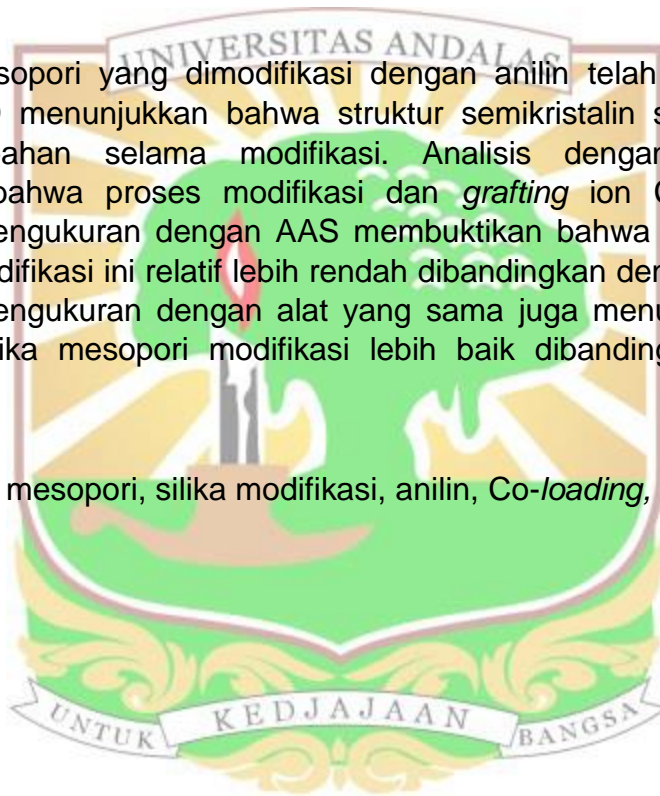 UNIVERSITAS ANDALAS
sopori yang dimodifikasi dengan anilin telah
menunjukkan bahwa struktur semikristalin s
bahan selama modifikasi. Analisis dengan
bahwa proses modifikasi dan grafting ion
engukuran dengan AAS membuktikan bahwa
difikasi ini relatif lebih rendah dibandingkan den
engukuran dengan alat yang sama juga menu
ika mesopori modifikasi lebih baik dibanding
mesopori, silika modifikasi, anilin, Co-loading,
UNTUK KEDJAJAAN BANGSA